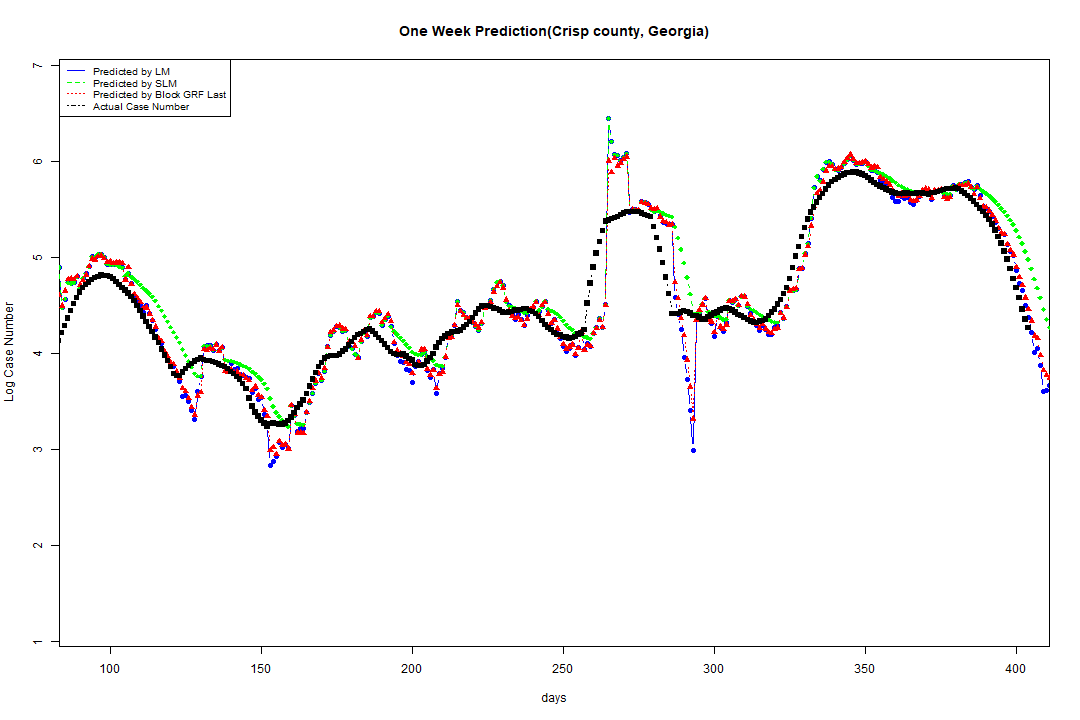 One Week Prediction(Crisp county, Georgia)
Predicted by LM
Predicted by SLM
Predicted by Block GRF Last
Actual Case Number
7
6
5
4
3
2
1
Log Case Number
100 150 200 250 300 350 400
days